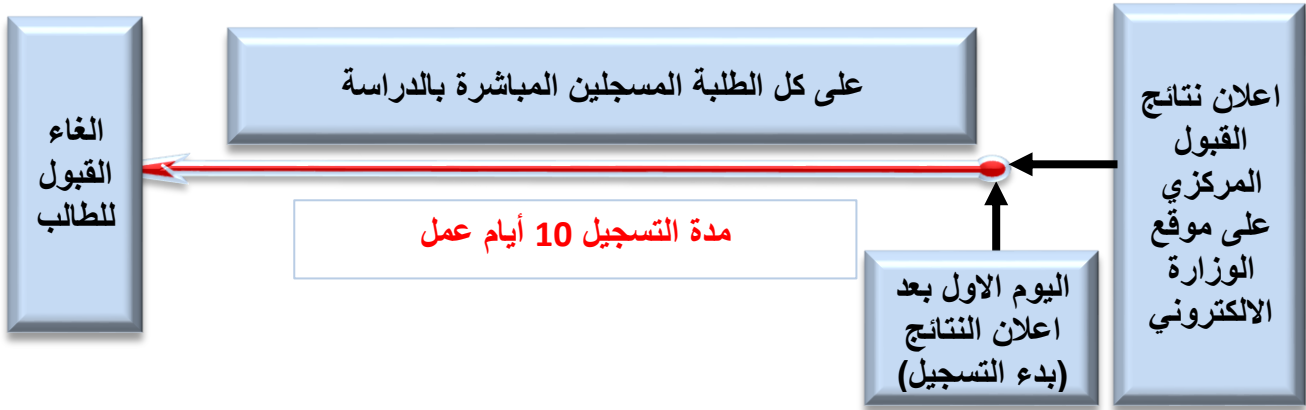 اعلان نتائج
القبول
المركزي
على موقع
الوزارة
الالكتروني
على كل الطلبة المسجلين المباشرة بالدراسة
مدة التسجيل 10 أيام عمل
اليوم الاول بعد
اعلان النتائج
(بدء التسجيل)
الغاء
القبول
للطالب